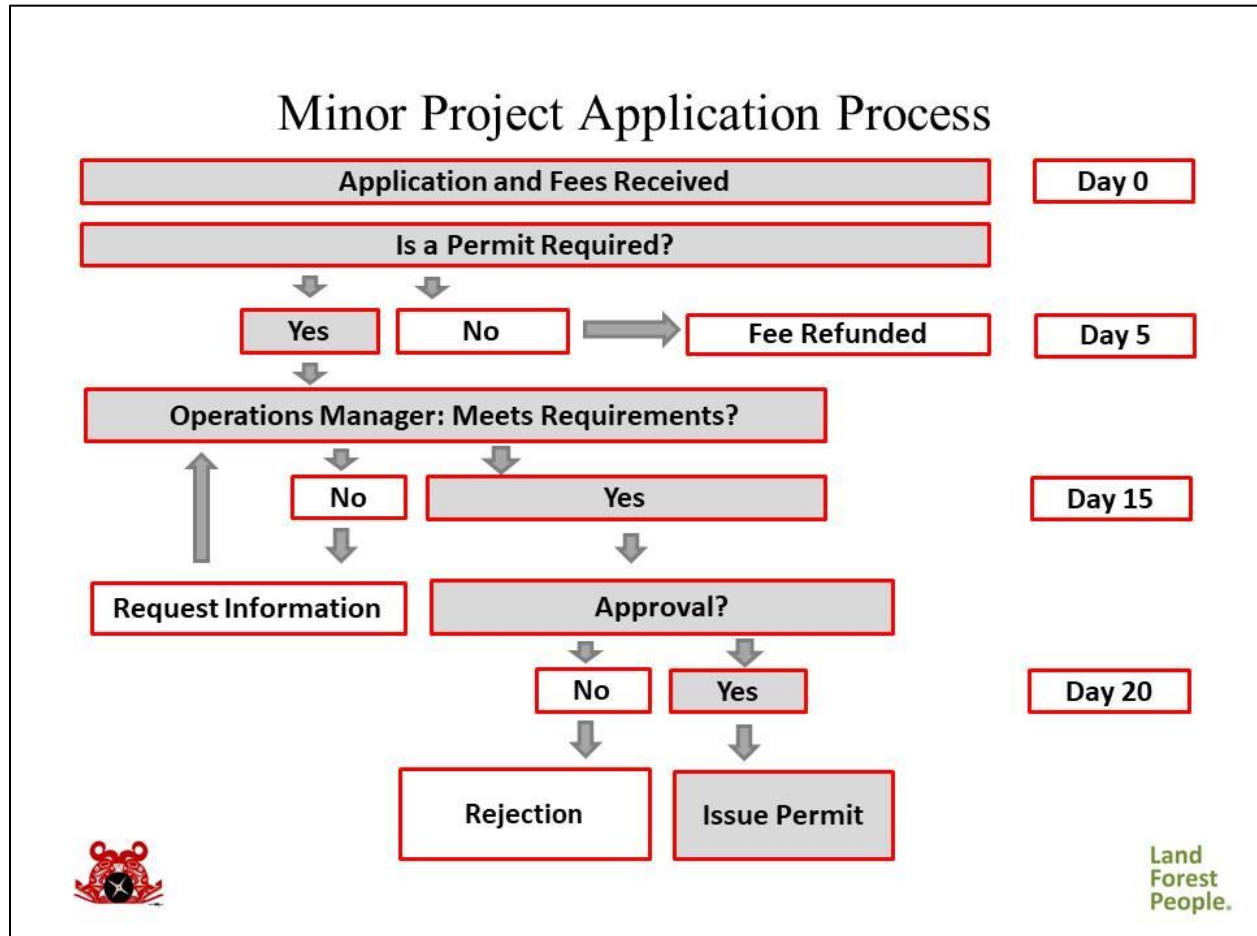 Minor Project Application Process
Application and Fees Received
Day 0
Is a Permit Required?
Yes
No
Fee Refunded
Day 5
Operations Manager: Meets Requirements?
No
Yes
Day 15
Request Information
Approval?
No
Yes
Day 20
Rejection
Issue Permit
Land
Forest
People.